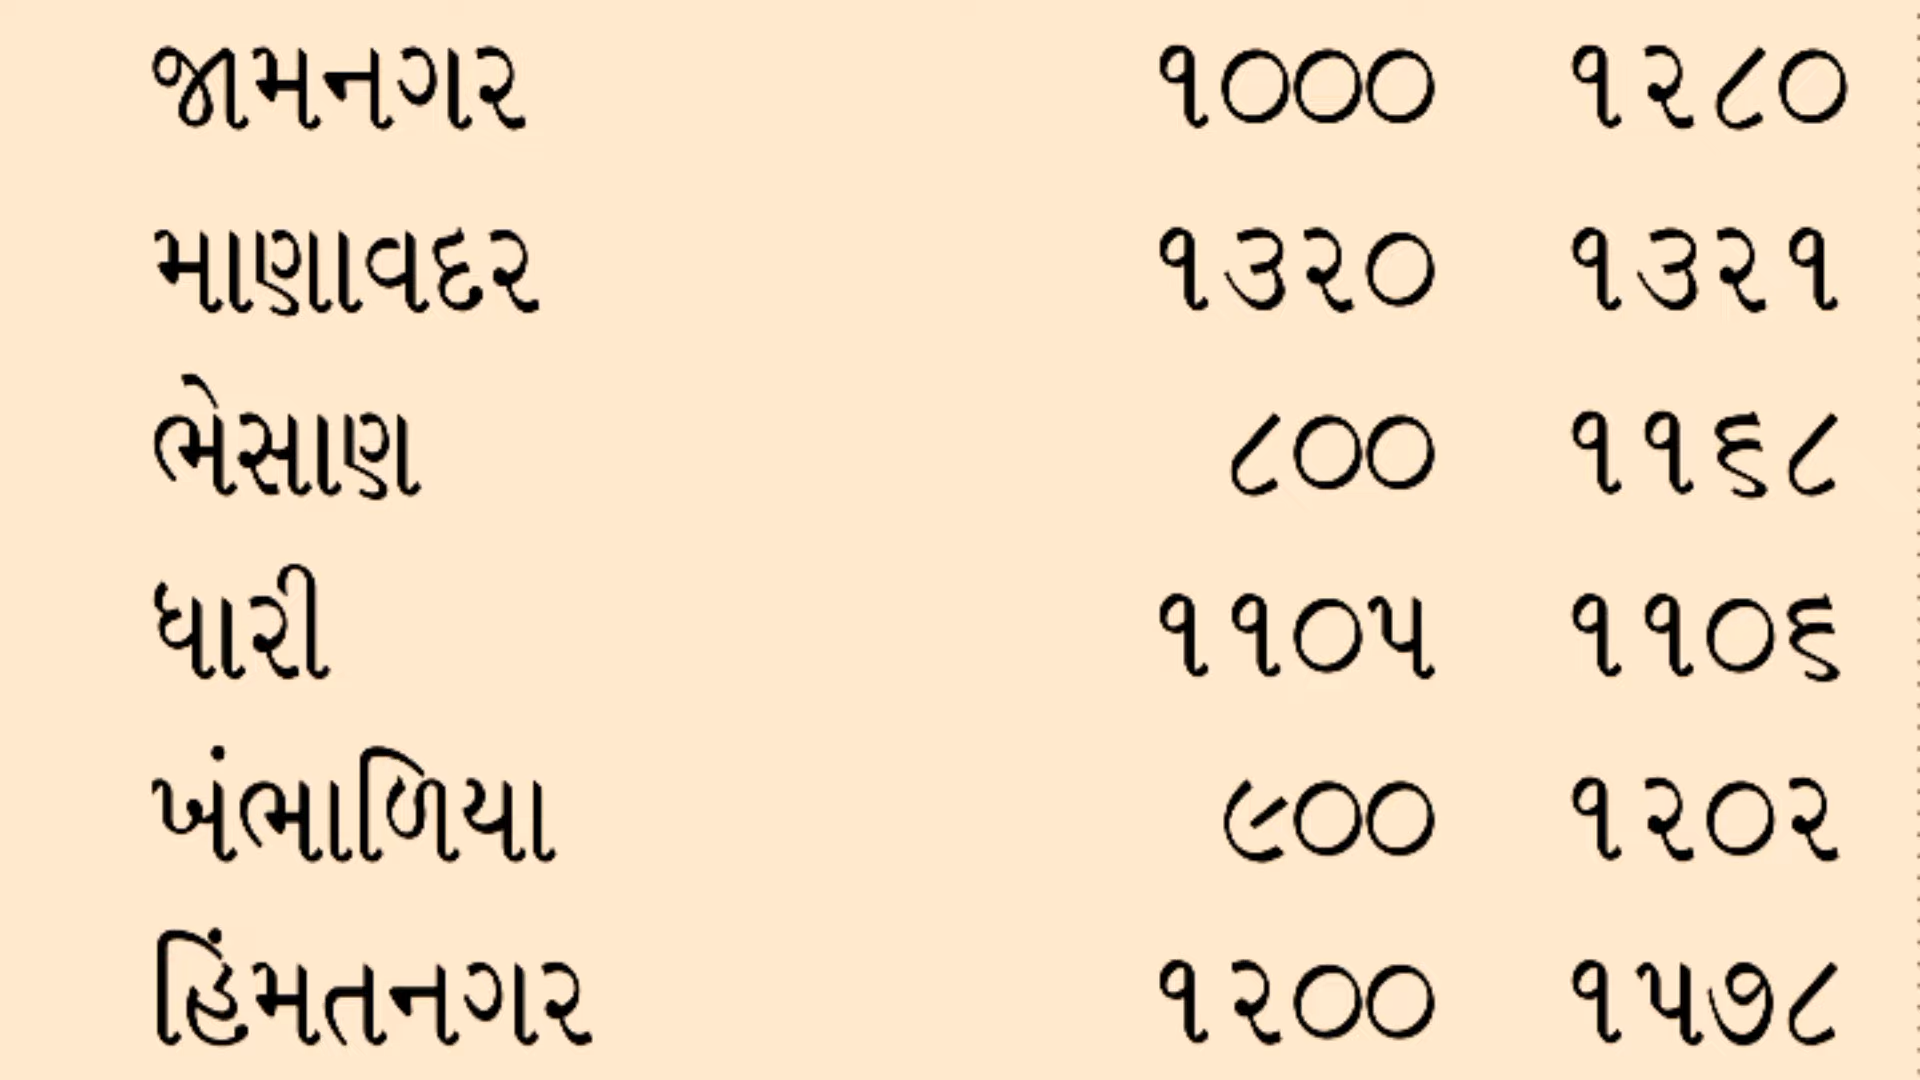 જામનગર ૧૦૦૦ ૧૨૮૦
માણાવદર ૧૩૨૦ ૧૩૨૧
ભેસાણ ૮૦૦ ૧૧૬૮
ધારી ૧૧૦૫ ૧૧૦૬
ખંભાળિયા ૯૦૦ ૧૨૦૨
હિંમતનગર ૧૨૦૦ ૧૫૭૮